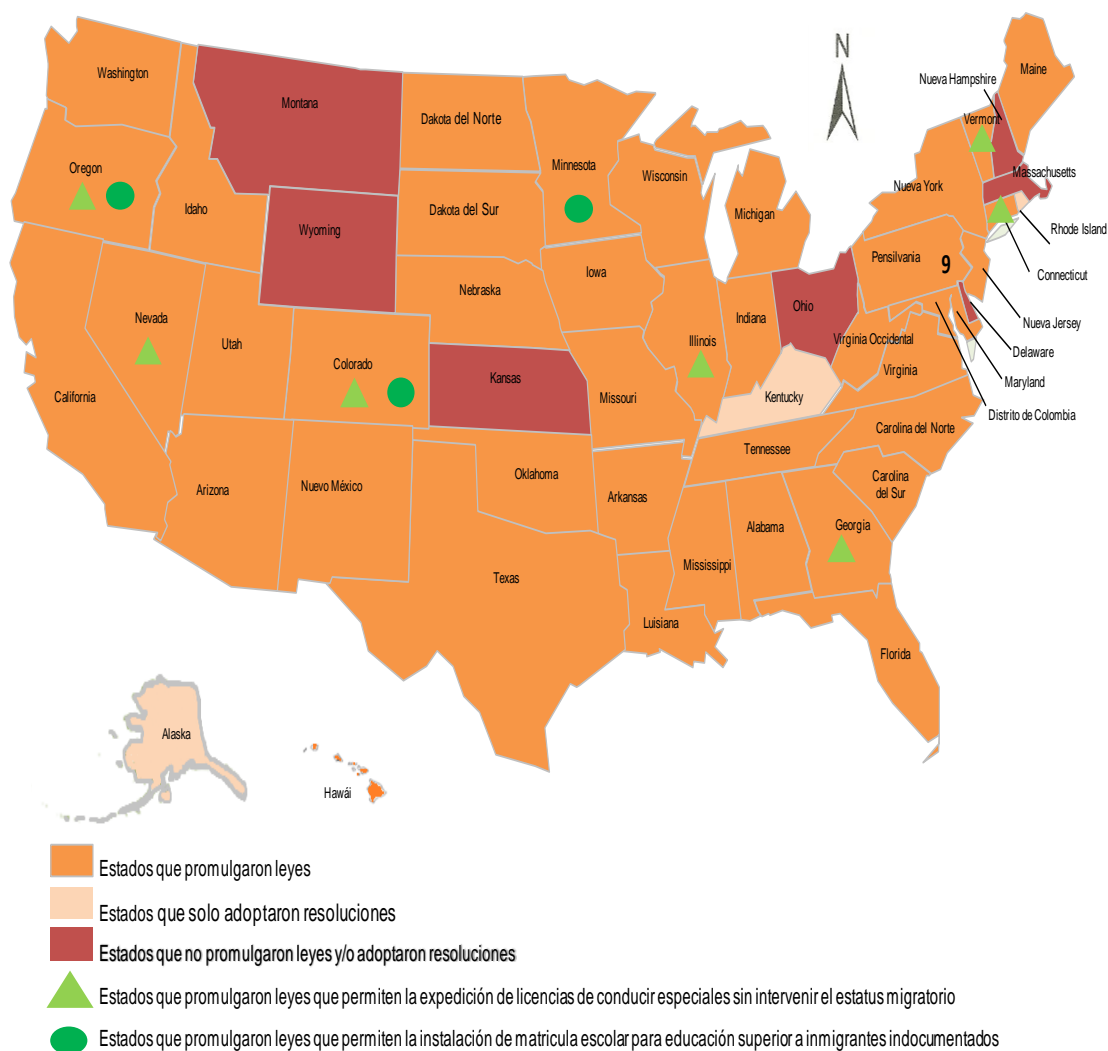 N
Nueva Hampshire
Maine
Washington
Montana
Dakota del Norte
Vermont
Oregon
Minnesota
Wisconsin
Massachusetts
Nueva York
Idaho
Dakota del Sur
Michigan
Wyoming
Rhode Island
Pensilvania
9
Iowa
Connecticut
Nebraska
Nevada
Ohio
Indiana
Nueva Jersey
Utah
Illinois
Virginia Occidental
Delaware
Colorado
Kansas
Virginia
Maryland
California
Missouri
Kentucky
Distrito de Colombia
Carolina del Norte
Tennessee
Oklahoma
Carolina
del Sur
Arizona
Nuevo México
Arkansas
Alabama
Georgia
Mississippi
Texas
Luisiana
Florida
Alaska
Hawái
Estados que promulgaron leyes
Estados que solo adoptaron resoluciones
Estados que no promulgaron leyes y/o adoptaron resoluciones
Estados que promulgaron leyes que permiten la expedición de licencias de conducir especiales sin intervenir el estatus migratorio
Estados que promulgaron leyes que permiten la instalación de matricula escolar para educación superior a inmigrantes indocumentados